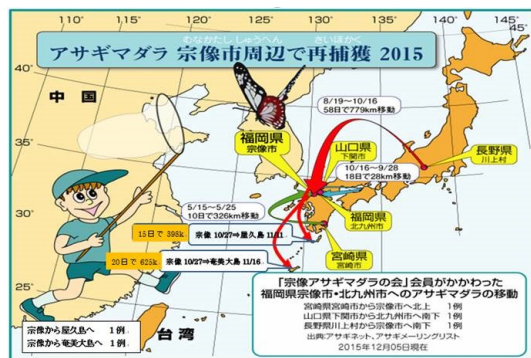 むなかたし しゅうへん さいほかく
アサギマダラ 宗像市周辺で再捕獲 2015
40°
中国
8/19~10/16
58日で779km移動
福岡県
宗像市
山口県
下関市
長野県
川上村
10/16~9/28
18日で28km移動
35°
30°
5/15~5/25
10日で326km移動
福岡県
北九州市
15日で 398k
宗像 10/27⇒屋久島 11/11
宮崎県
宮崎市
20日で 625k
宗像 10/27⇒奄美大島 11/16
25°
120°
125°
130°
135°
140°
145°
「宗像アサギマダラの会」会員がかかわった
福岡県宗像市・北九州市へのアサギマダラの移動
宮崎県宮崎市から宗像市へ北上 1例
山口県下関市から北九州市へ南下 1例
長野県川上村から宗像市へ南下 1例
出典:アサギネット、アサギメーリングリスト
2015年12月05日現在
宗像から屋久島へ 1例
宗像から奄美大島へ 1例
台湾